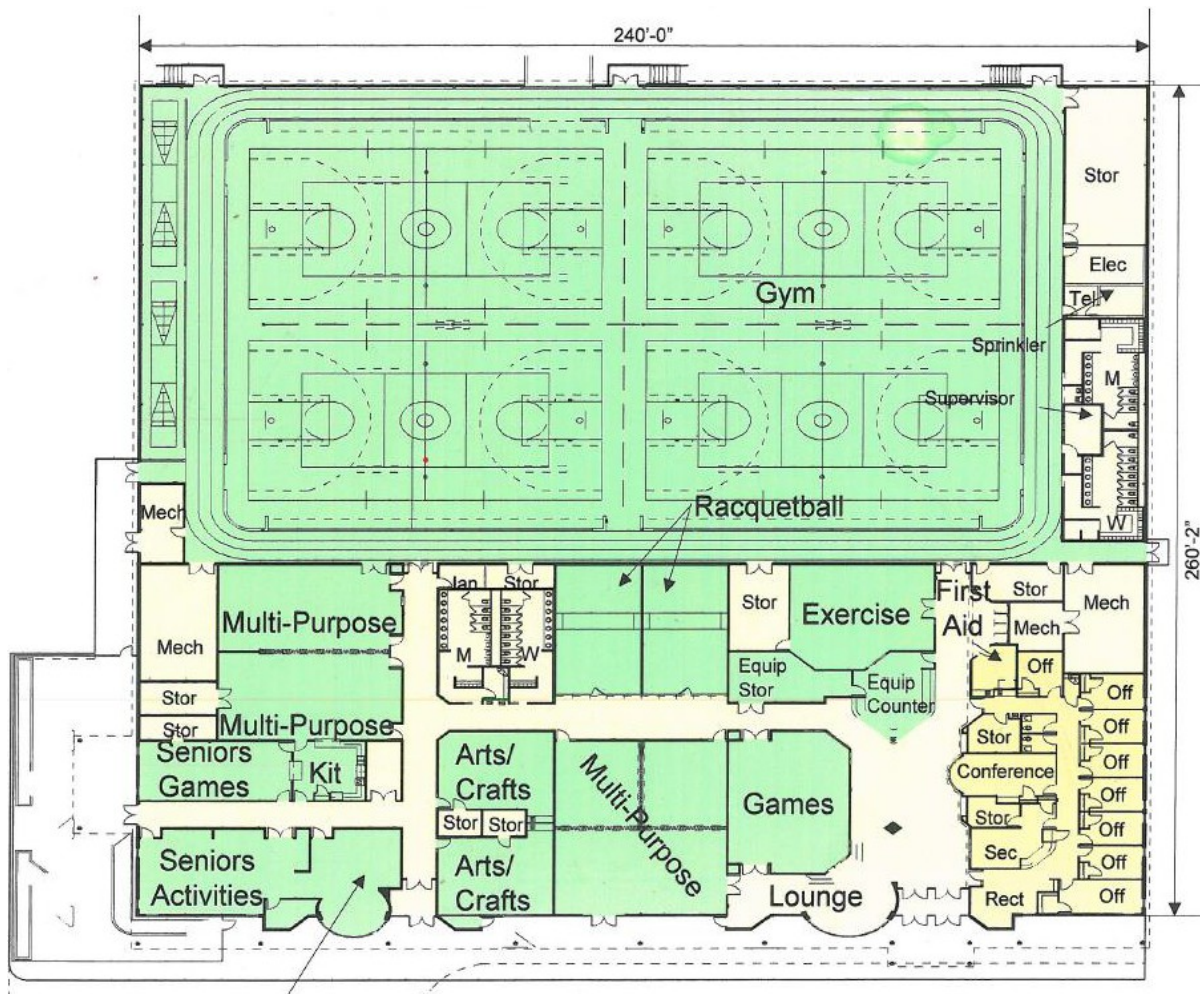 240'-0"
Stor
Elec
Gym
Tel
Sprinkler
M
Supervisor
Racquetball
W
260'-2"
Mech
Jan
Stor
First
Aid
Stor
Multi-Purpose
Stor
Exercise
Mech
Mech
Mech
M
W
Off
Equip
Stor
Equip
Counter
Off
Stor
Multi-Purpose
Off
Stor
Seniors
Games
Kit
Arts/
Crafts
Multi-Purpose
Games
Stor
Off
Conference
Off
Stor
Stor
Stor
Off
Seniors
Activities
Arts/
Crafts
Sec
Off
Lounge
Rect
Off